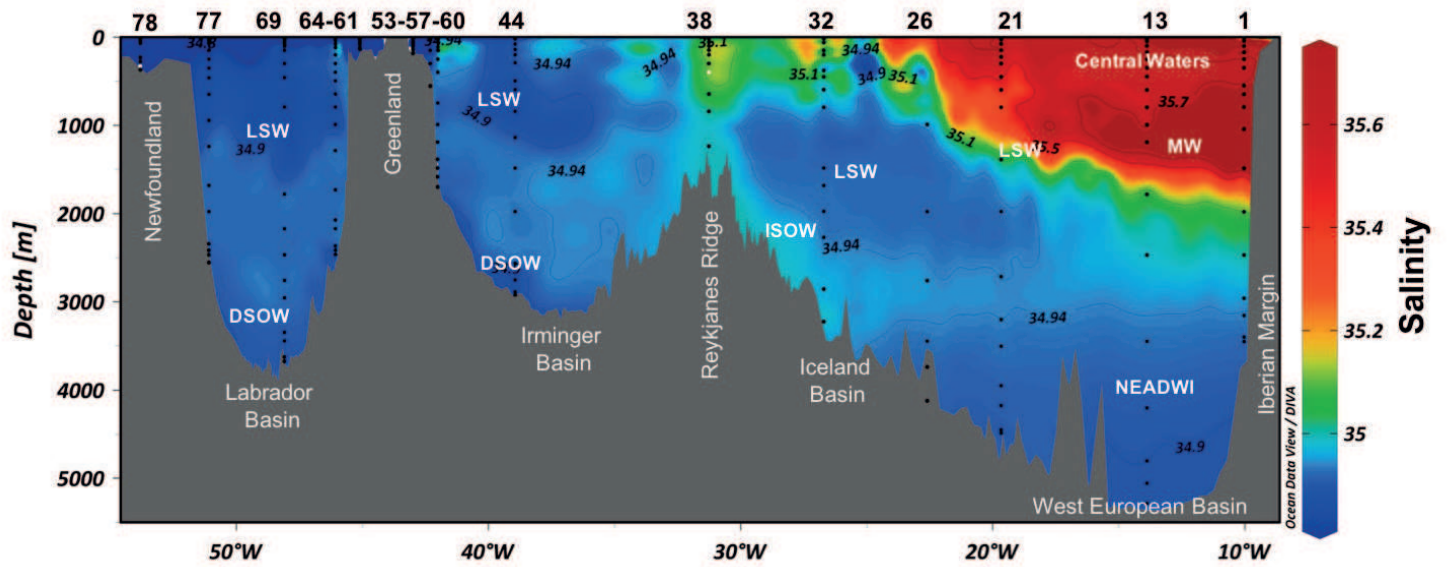 78 77 69 64-61 53-57-60 44 38 32 26 21 13 1
0
1000
2000
3000
4000
5000
Depth [m]
50°W 40°W 30°W 20°W 10°W
34.94
34.94
35.1
34.94
34.94
35.1
34.9
35.1
Central Waters
35.7
LSW
34.9
LSW
34.9
35.1
LSW
MW
34.94
LSW
ISOW
34.94
DSOW
DSOW
34.94
NEADWI
34.9
Newfoundland
Greenland
Reykjanes Ridge
Iberian Margin
Labrador
Basin
Irminger
Basin
Iceland
Basin
West European Basin
Ocean Data View / DIVA
35.6
35.4
35.2
35
Salinity